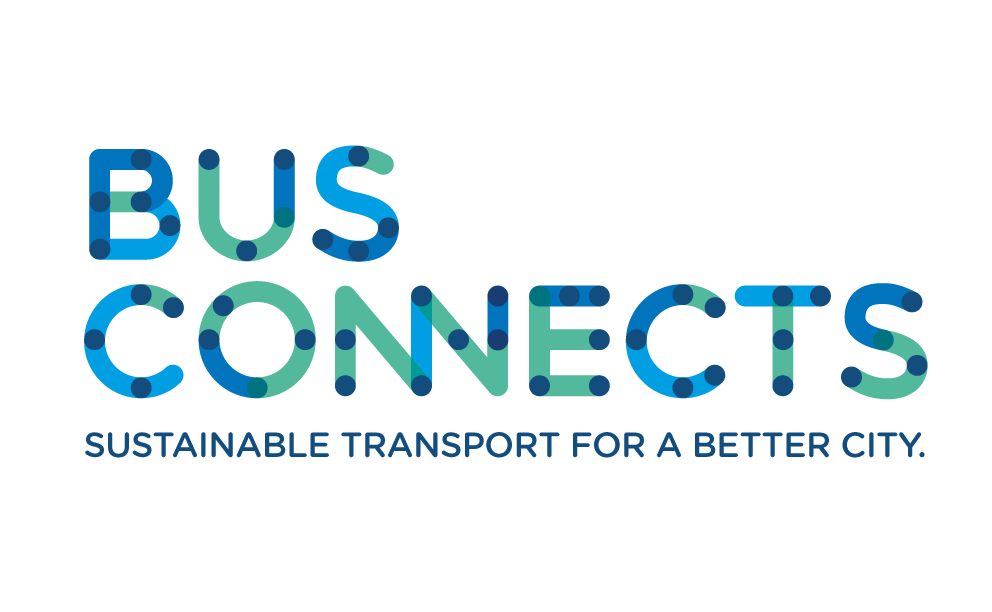 BUS
CONNECTS
SUSTAINABLE TRANSPORT FOR A BETTER CITY.